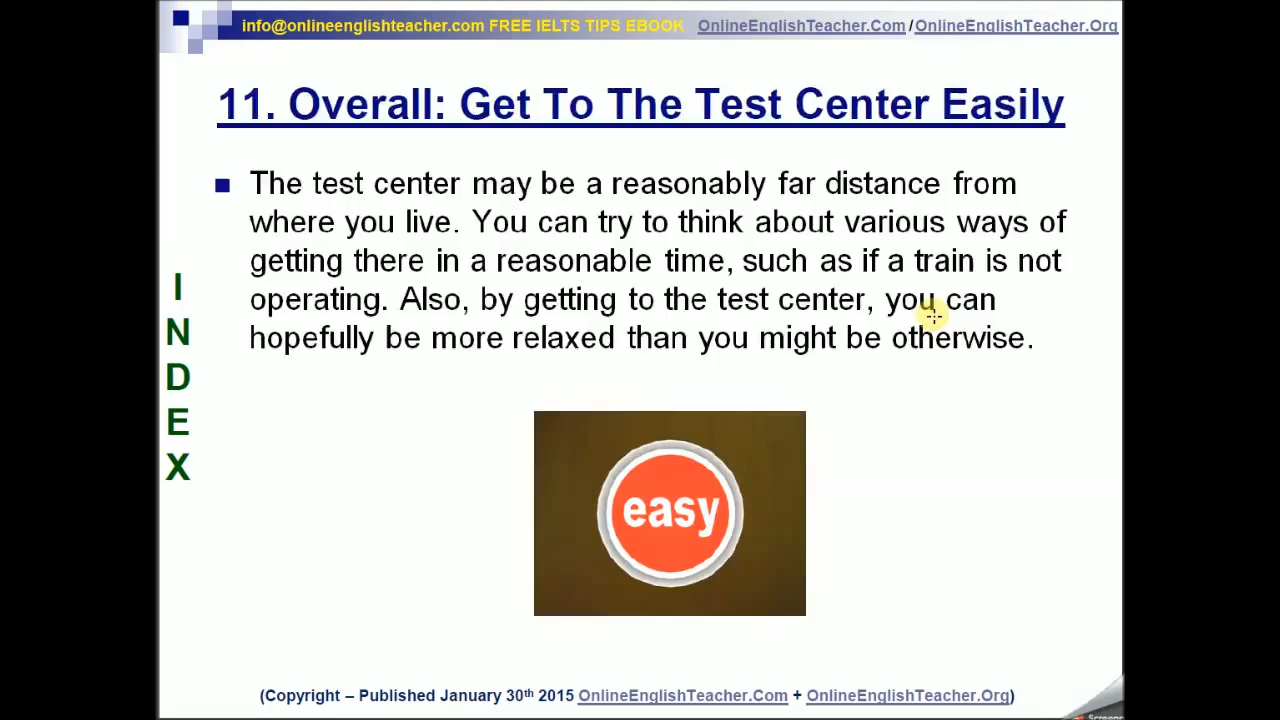 info@onlineenglishteacher.com FREE IELTS TIPS EBOOK OnlineEnglishTeacher.Com / OnlineEnglishTeacher.Org
11. Overall: Get To The Test Center Easily
The test center may be a reasonably far distance from
where you live. You can try to think about various ways of
getting there in a reasonable time, such as if a train is not
operating. Also, by getting to the test center, you can
hopefully be more relaxed than you might be otherwise.
I
N
D
E
X
easy
(Copyright – Published January 30th 2015 OnlineEnglishTeacher.Com + OnlineEnglishTeacher.Org)